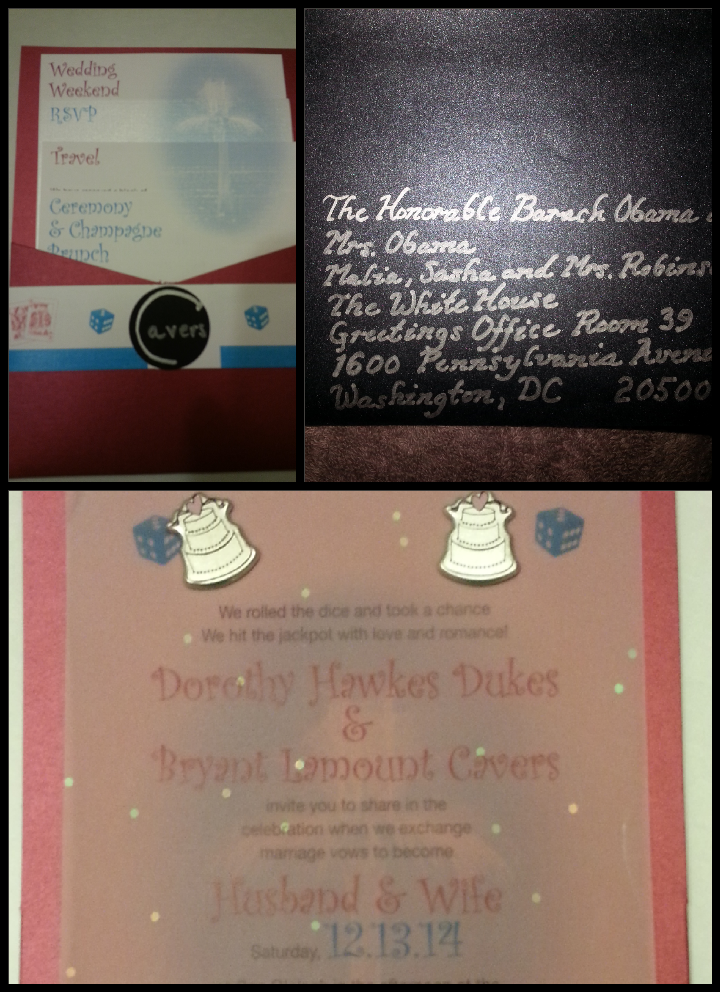 Wedding
Weekend
RSVP
Travel
Ceremony
& Champagne
Brunch
avers
The Honorable Barack Obama
Mrs. Obama
Malia, Sasha and Mrs. Robins
The White House
Greetings Office Room 39
1600 Pennsylvania Avenu
Washington, DC 20500
We rolled the dice and took a chance
We hit the jackpot with love and romance!
Dorothy Hawkes Dukes
&
Bryant Lamount Cavers
invite you to share in the
celebration when we exchange
marriage vows to become
Husband & Wife
Saturday, 12.13.14